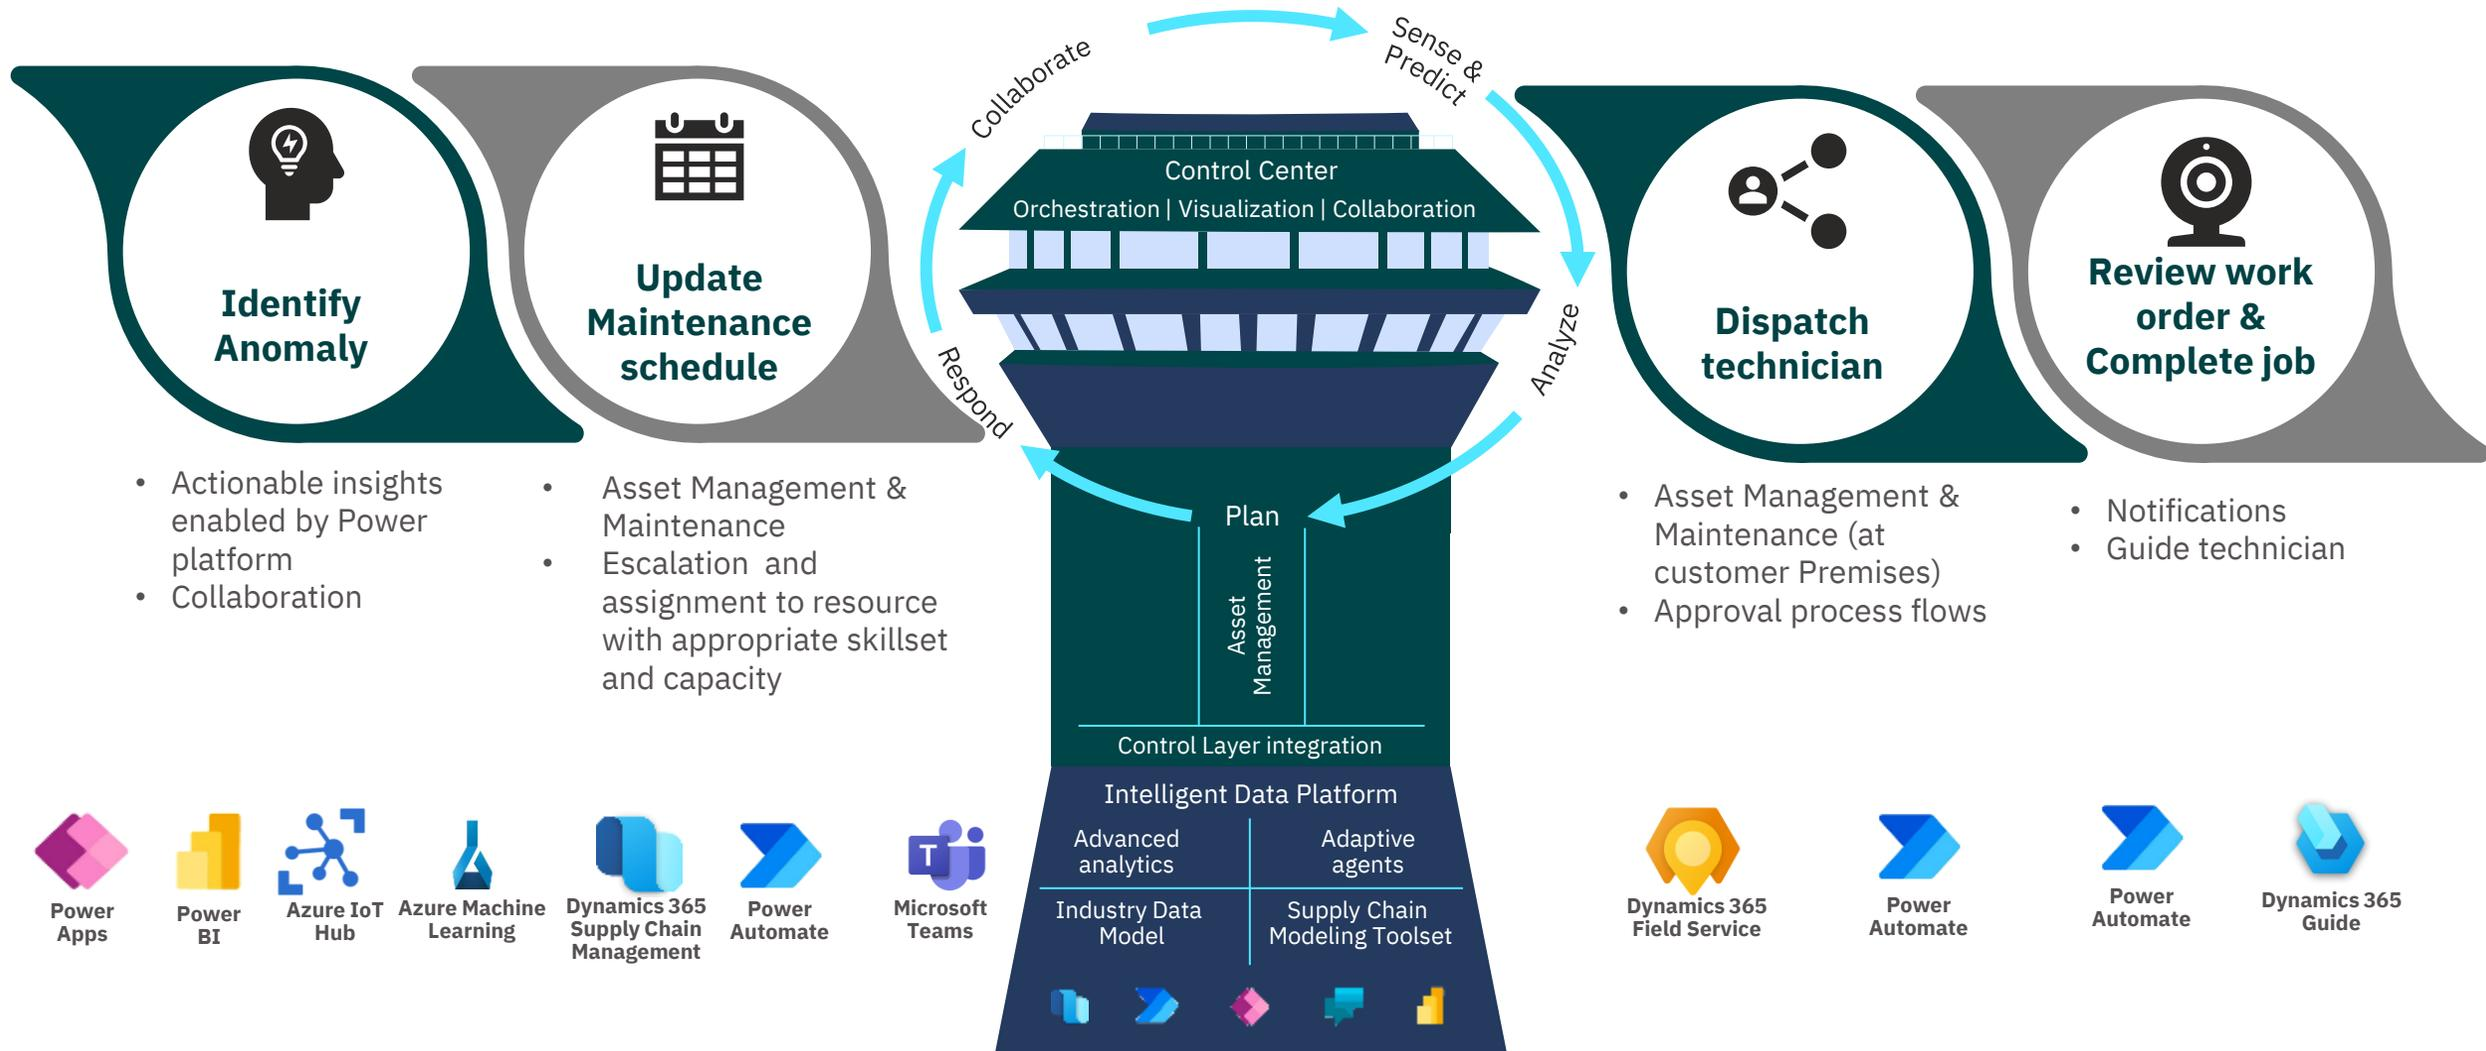 Identify
Anomaly
• Actionable insights
enabled by Power
platform
• Collaboration
Update
Maintenance
schedule
• Asset Management &
Maintenance
• Escalation and
assignment to resource
with appropriate skillset
and capacity
Collaborate
Sense &
Predict
Analyze
Plan
Respond
Control Center
Orchestration | Visualization | Collaboration
Asset
Management
Control Layer integration
Intelligent Data Platform
Advanced
analytics
Adaptive
agents
Industry Data
Model
Supply Chain
Modeling Toolset
Dispatch
technician
• Asset Management &
Maintenance (at
customer Premises)
• Approval process flows
Review work
order &
Complete job
• Notifications
• Guide technician
Power
Apps
Power
BI
Azure IoT
Hub
Azure Machine
Learning
Dynamics 365
Supply Chain
Management
Power
Automate
T
Microsoft
Teams
Dynamics 365
Field Service
Power
Automate
Power
Automate
Dynamics 365
Guide